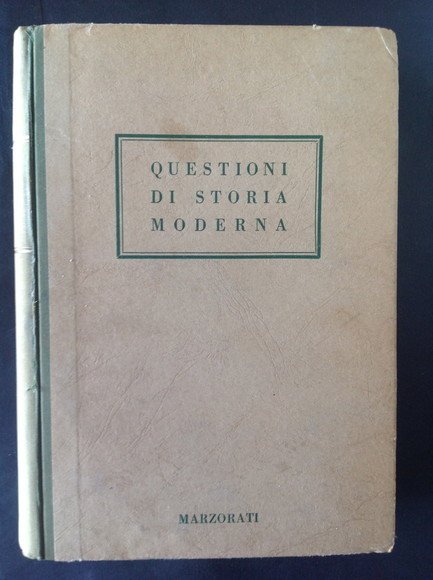 QUESTIONI
DI STORIA
MODERNA
MARZORATI